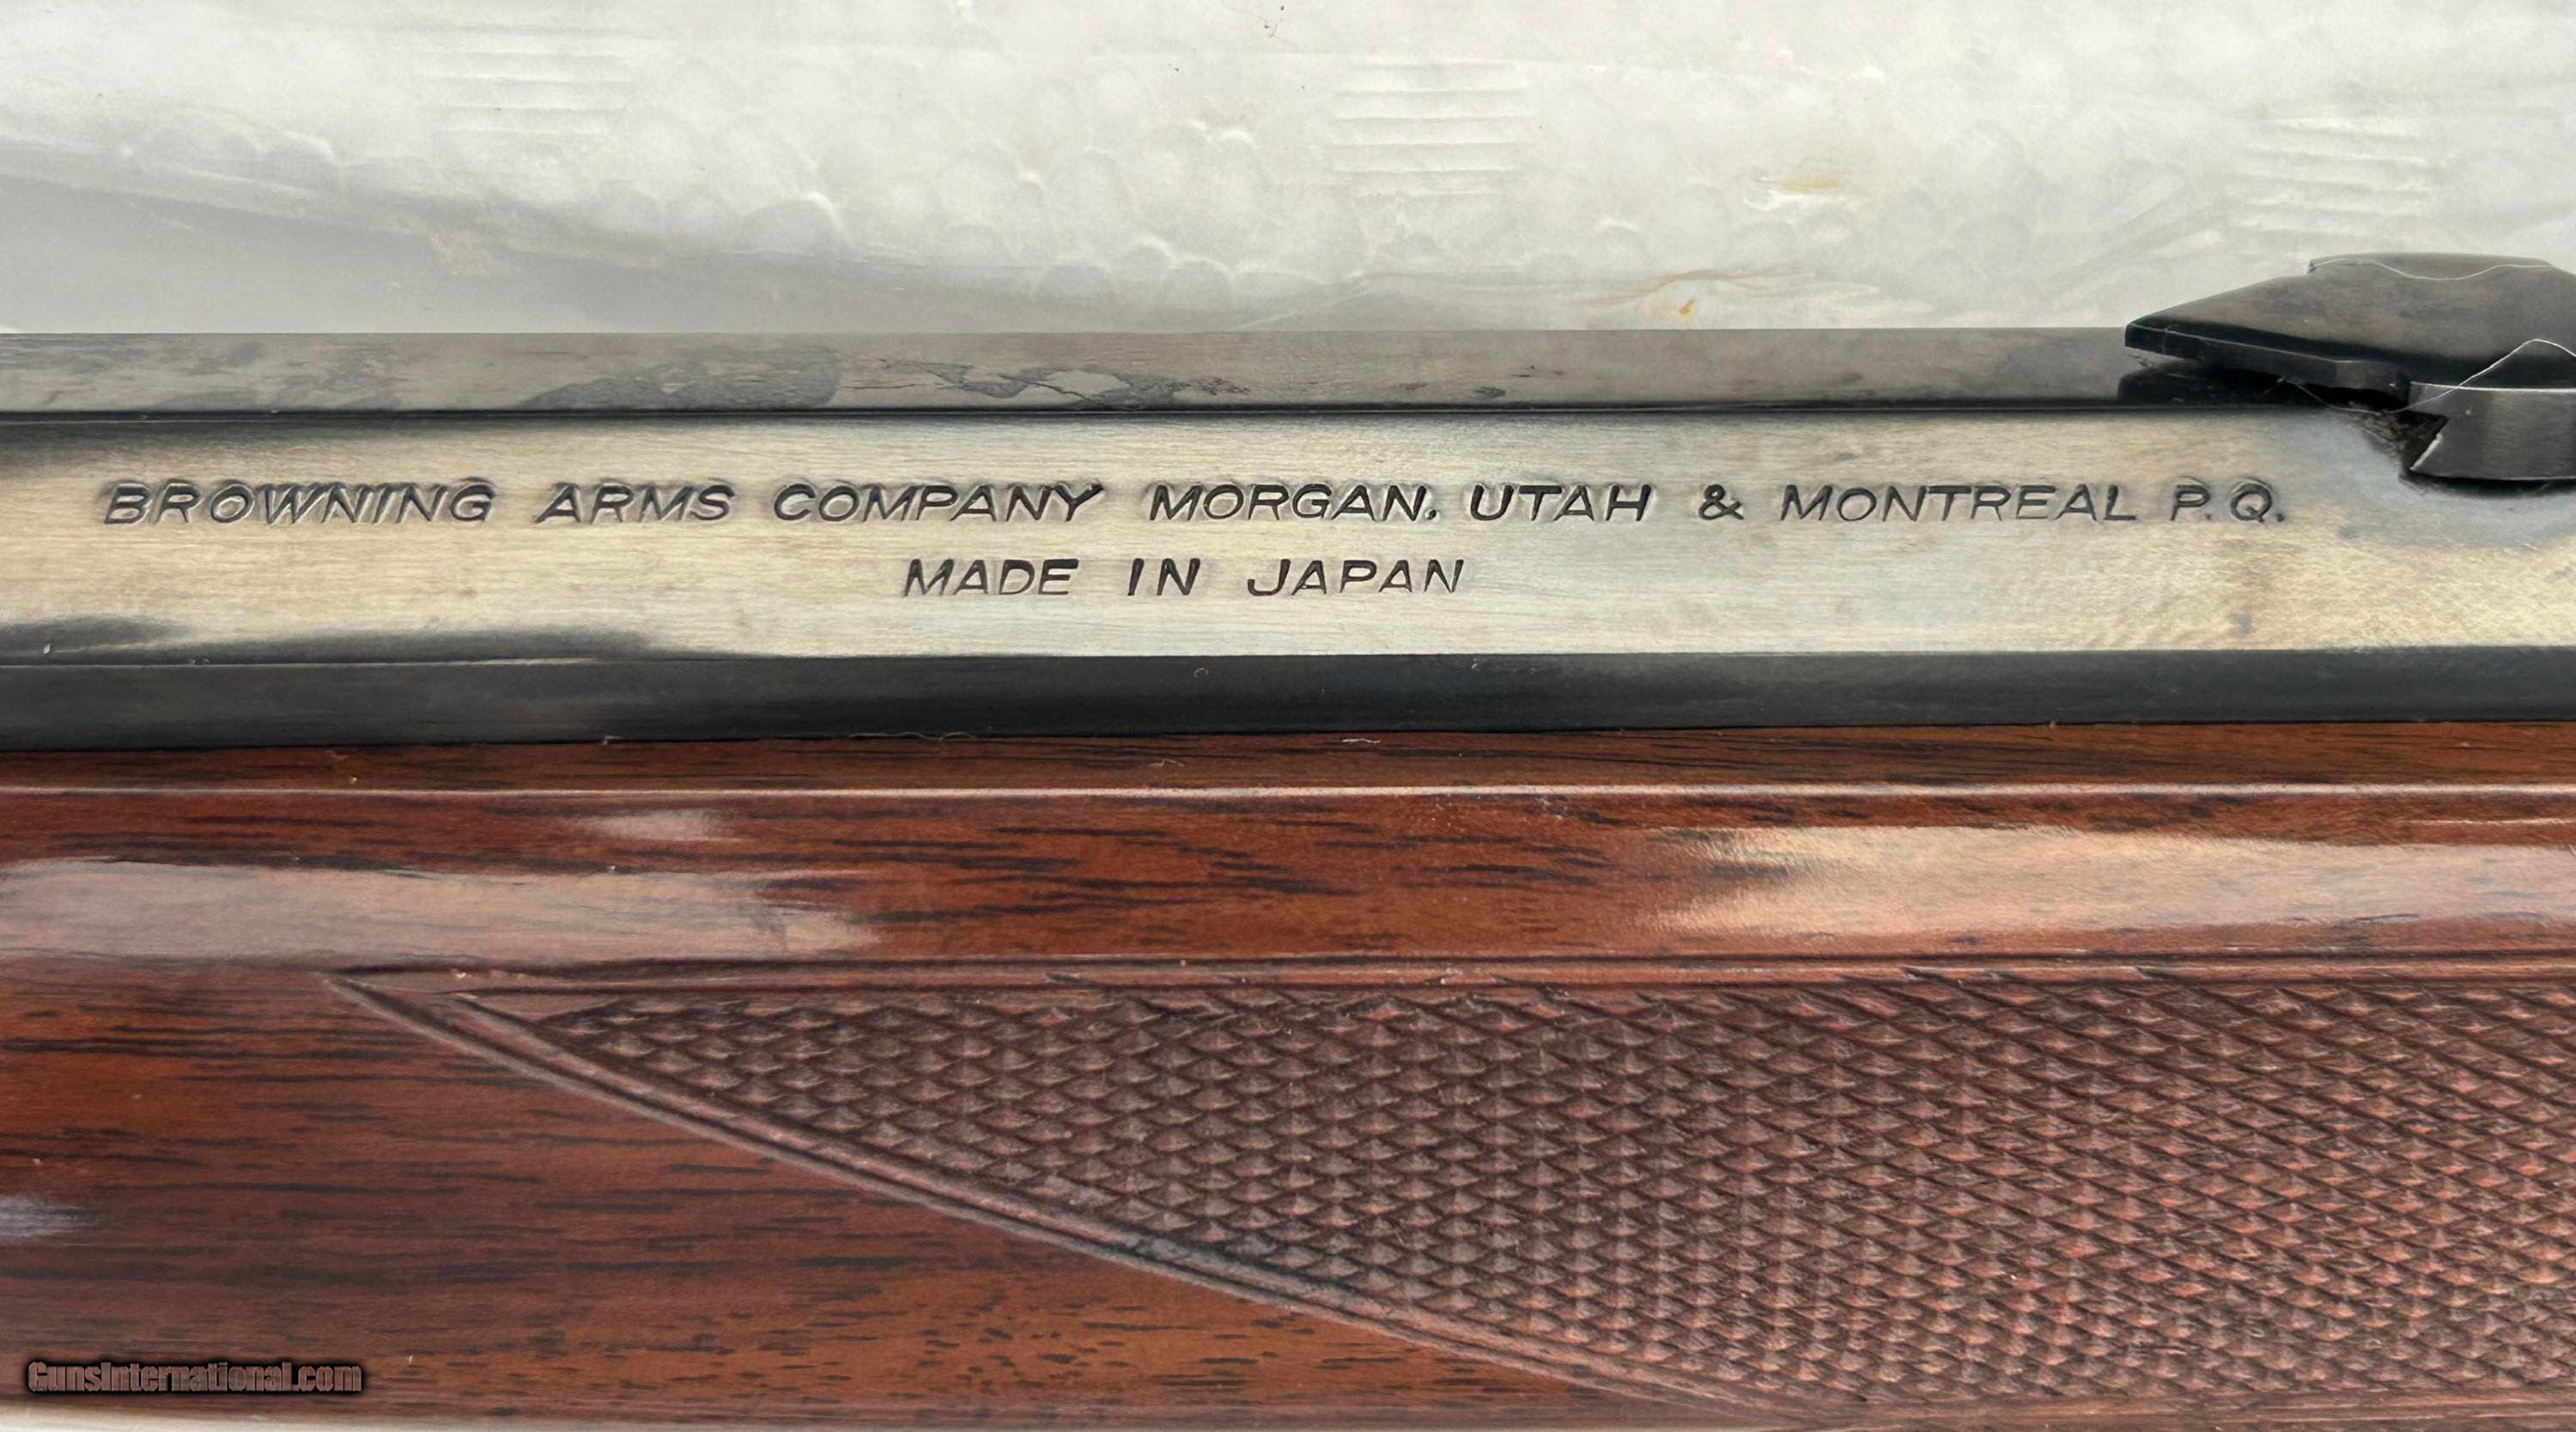 BROWNING ARMS COMPANY MORGAN, UTAH & MONTREAL P.Q.
MADE IN JAPAN
GunsInternational.com